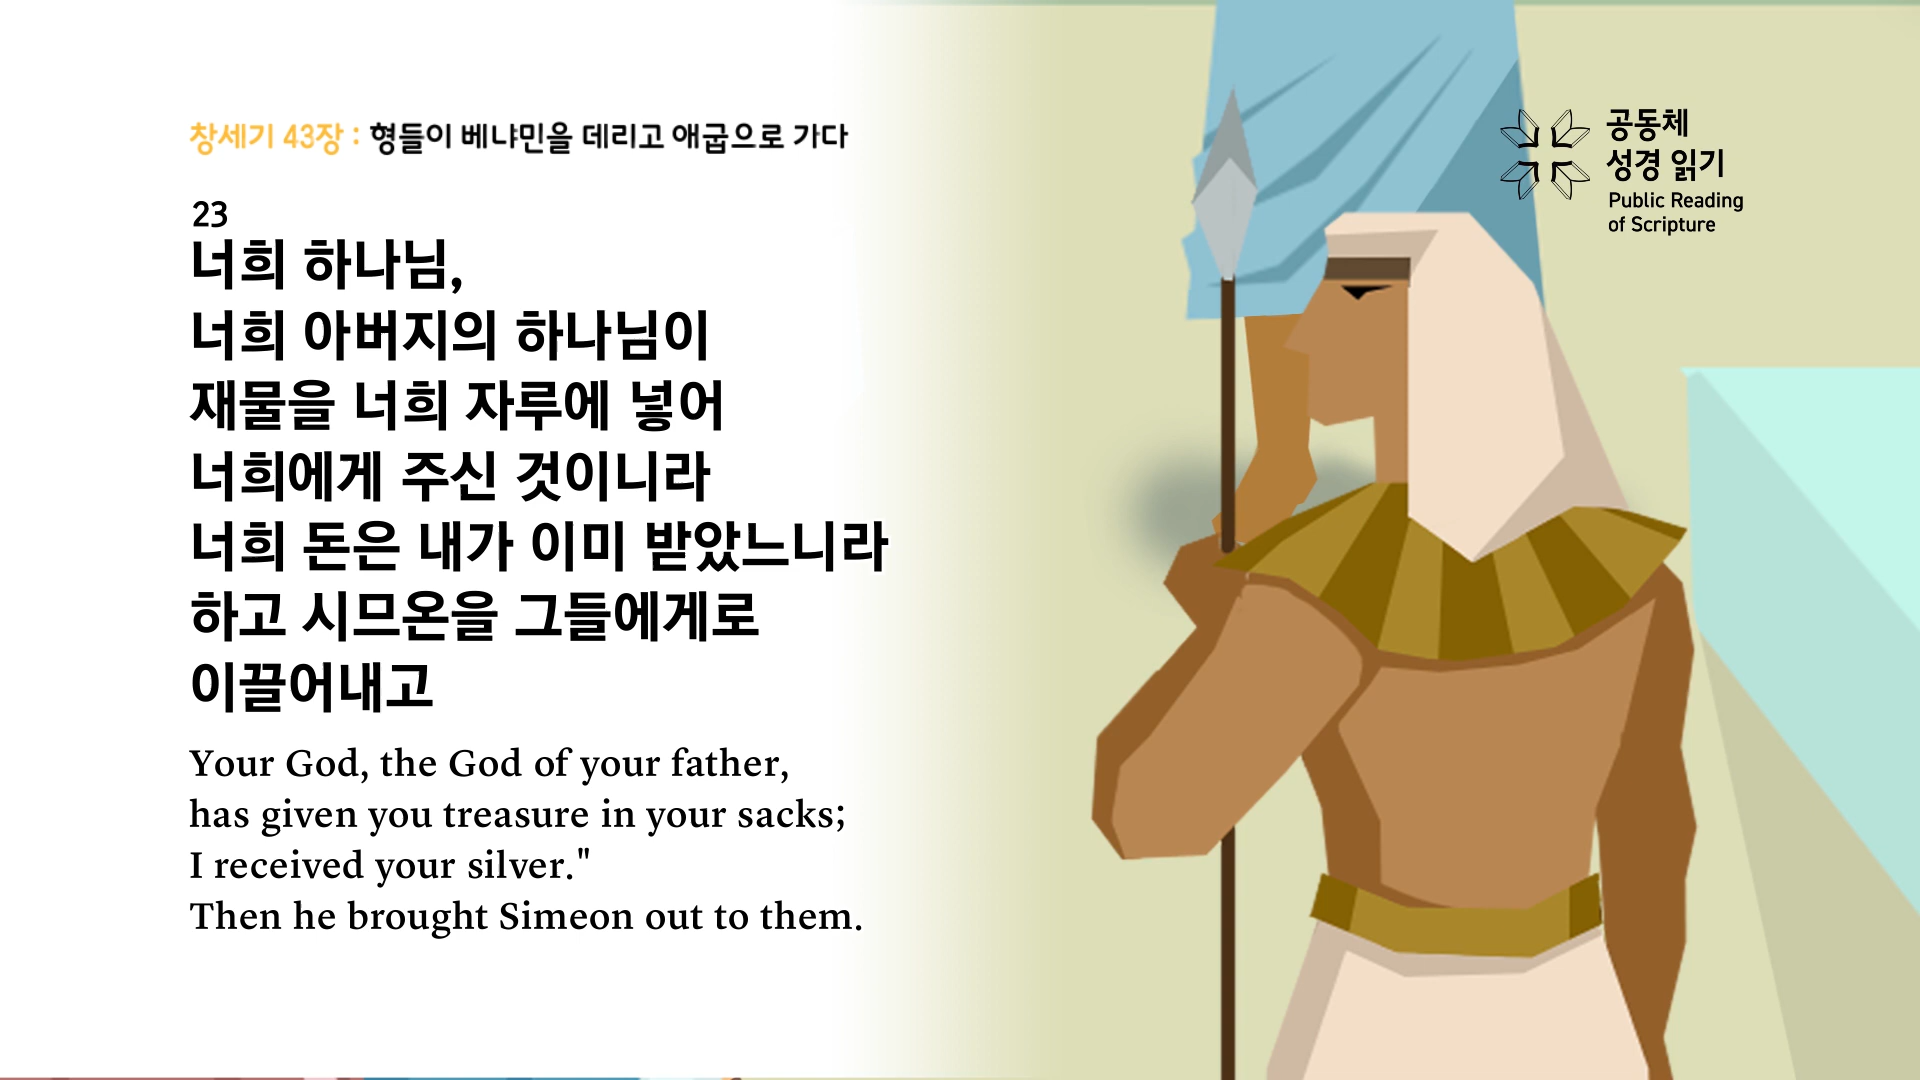 창세기 43장 : 형들이 베냐민을 데리고 애굽으로 가다
23
너희 하나님,
너희 아버지의 하나님이
재물을 너희 자루에 넣어
너희에게 주신 것이니라
너희 돈은 내가 이미 받았느니라
하고 시므온을 그들에게로
이끌어내고
Your God, the God of your father,
has given you treasure in your sacks;
I received your silver."
Then he brought Simeon out to them.
공동체
성경 읽기
Public Reading
of Scripture